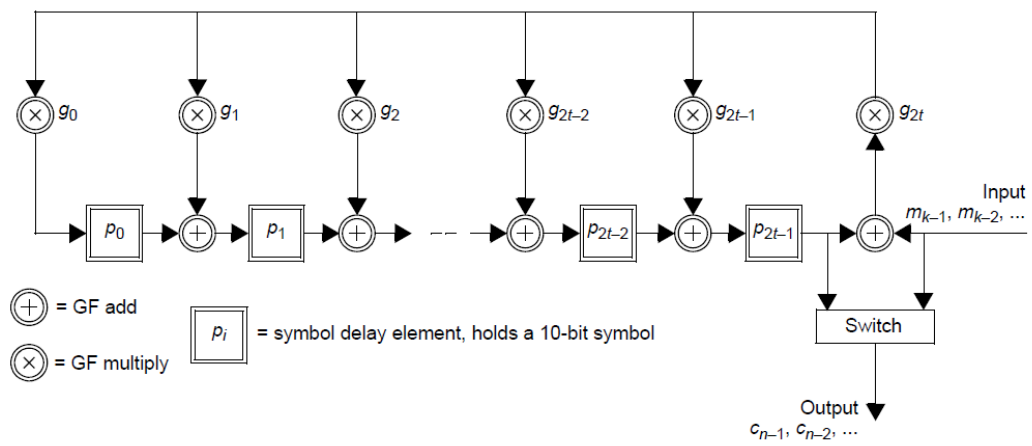 g0 g1 g2 g2t–2 g2t–1 g2t
Input
mk–1, mk–2, ...
p0 p1 p2t–2 p2t–1
= GF add
pi = symbol delay element, holds a 10-bit symbol
= GF multiply
Switch
Output
cn–1, cn–2, ...